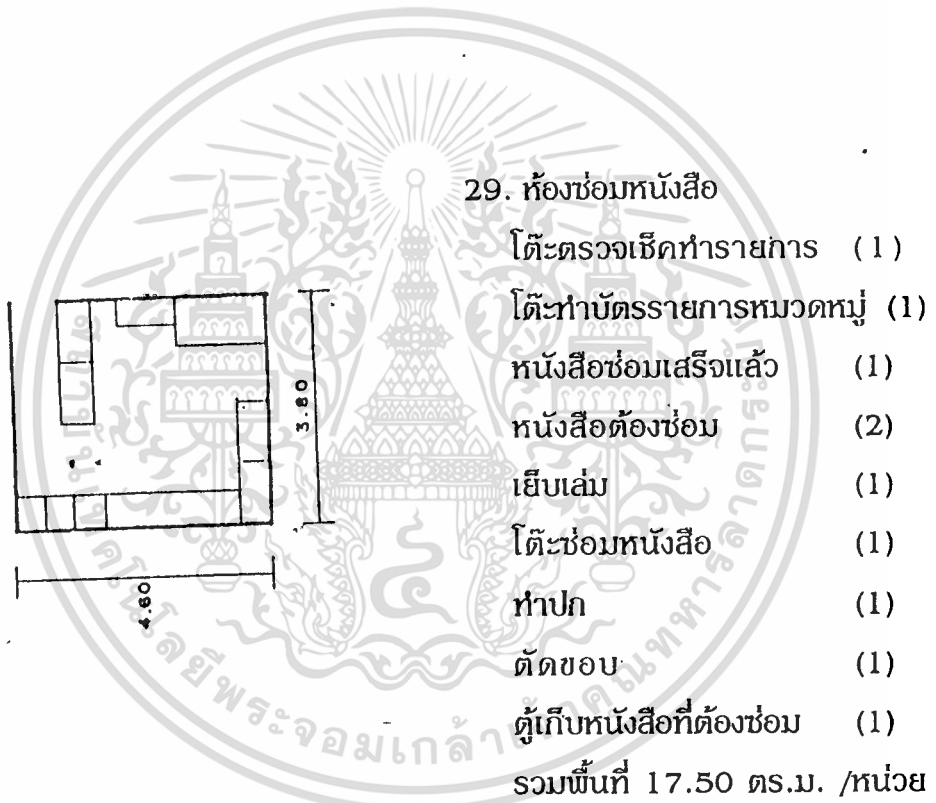 29. ห้องซ่อมหนังสือ
โต๊ะตรวจเช็คทำรายการ (1)
โต๊ะทำบัตรรายการหมวดหมู่ (1)
หนังสือซ่อมเสร็จแล้ว (1)
หนังสือต้องซ่อม (2)
เย็บเล่ม (1)
โต๊ะซ่อมหนังสือ (1)
ทำปก (1)
ตัดขอบ (1)
ตู้เก็บหนังสือที่ต้องซ่อม (1)
รวมพื้นที่ 17.50 ตร.ม. /หน่วย
3.80
4.60